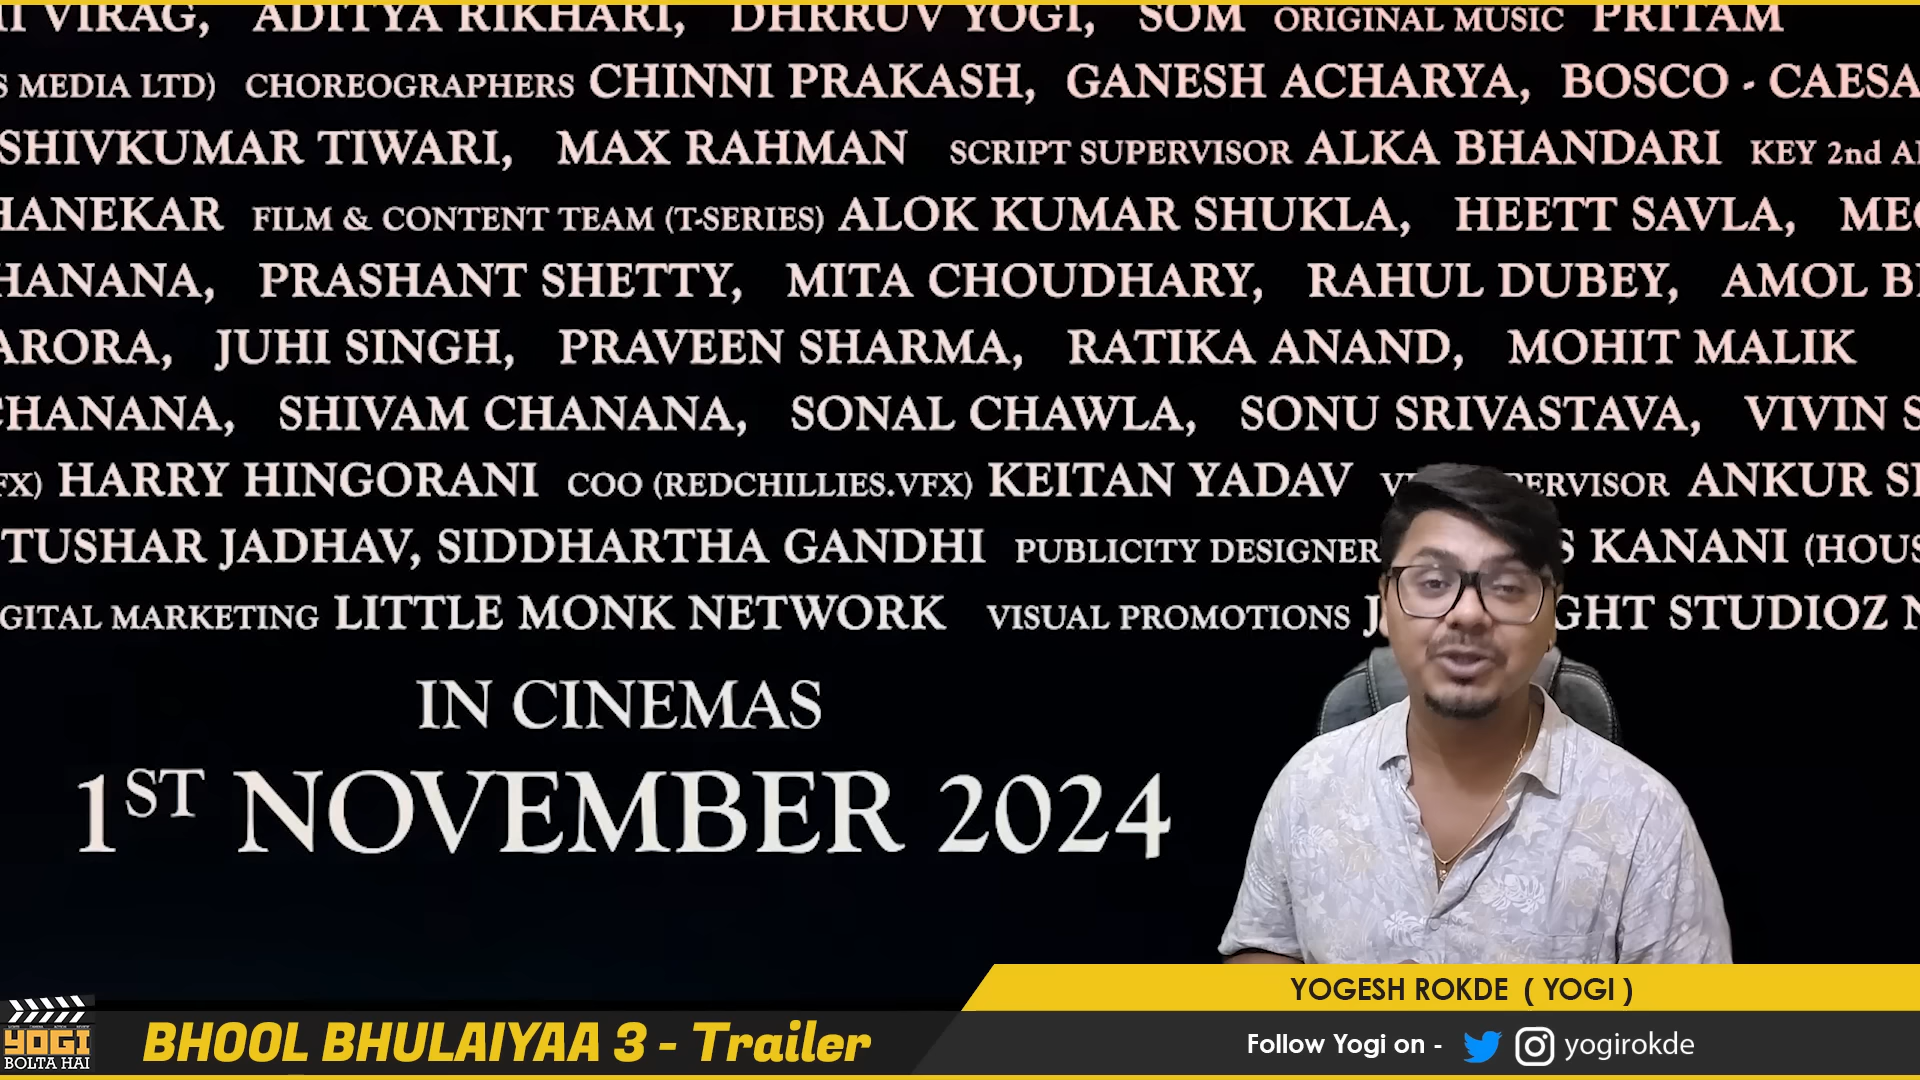 VIRAG, ADITYA RIKHARI, DHRRUV YOGI, SOM ORIGINAL MUSIC PRITAM
MEDIA LTD) CHOREOGRAPHERS CHINNI PRAKASH, GANESH ACHARYA, BOSCO - CAESA
SHIVKUMAR TIWARI, MAX RAHMAN SCRIPT SUPERVISOR ALKA BHANDARI KEY 2nd
HANEKAR FILM & CONTENT TEAM (T-SERIES) ALOK KUMAR SHUKLA, HEETT SAVLA,
HANANA, PRASHANT SHETTY, MITA CHOUDHARY, RAHUL DUBEY, AMOL
ARORA, JUHI SINGH, PRAVEEN SHARMA, RATIKA ANAND, MOHIT MALIK
CHANANA, SHIVAM CHANANA, SONAL CHAWLA, SONU SRIVASTAVA, VIVIN
FX) HARRY HINGORANI COO (REDCHILLIES.VFX) KEITAN YADAV ERVISOR ANKUR
TUSHAR JADHAV, SIDDHARTHA GANDHI PUBLICITY DESIGNER S KANANI (HOUS
GITAL MARKETING LITTLE MONK NETWORK VISUAL PROMOTIONS GHT STUDIOZ
IN CINEMAS
1ST NOVEMBER 2024
YOGESH ROKDE ( YOGI )
YOGI
BOLTA HAI
BHOOL BHULAIYAA 3 - Trailer
Follow Yogi on - yogirokde